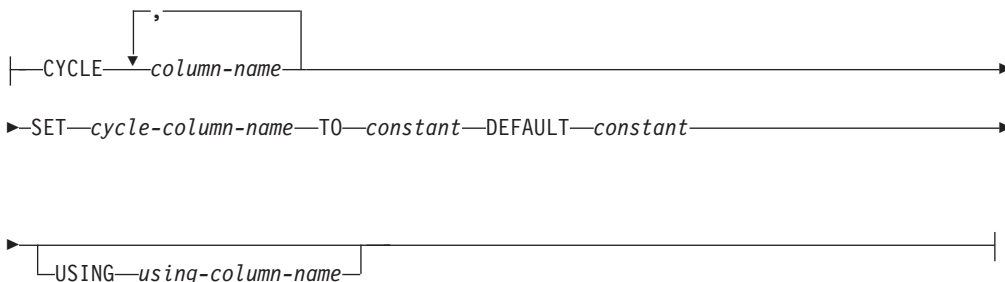 ,
CYCLE column-name
SET cycle-column-name TO constant DEFAULT constant
USING using-column-name